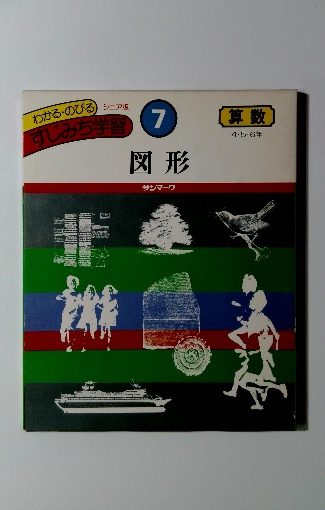 わかる・のびる
シニア版
すじみち学習
7
算数
4・5・6年
図形
サンマーク